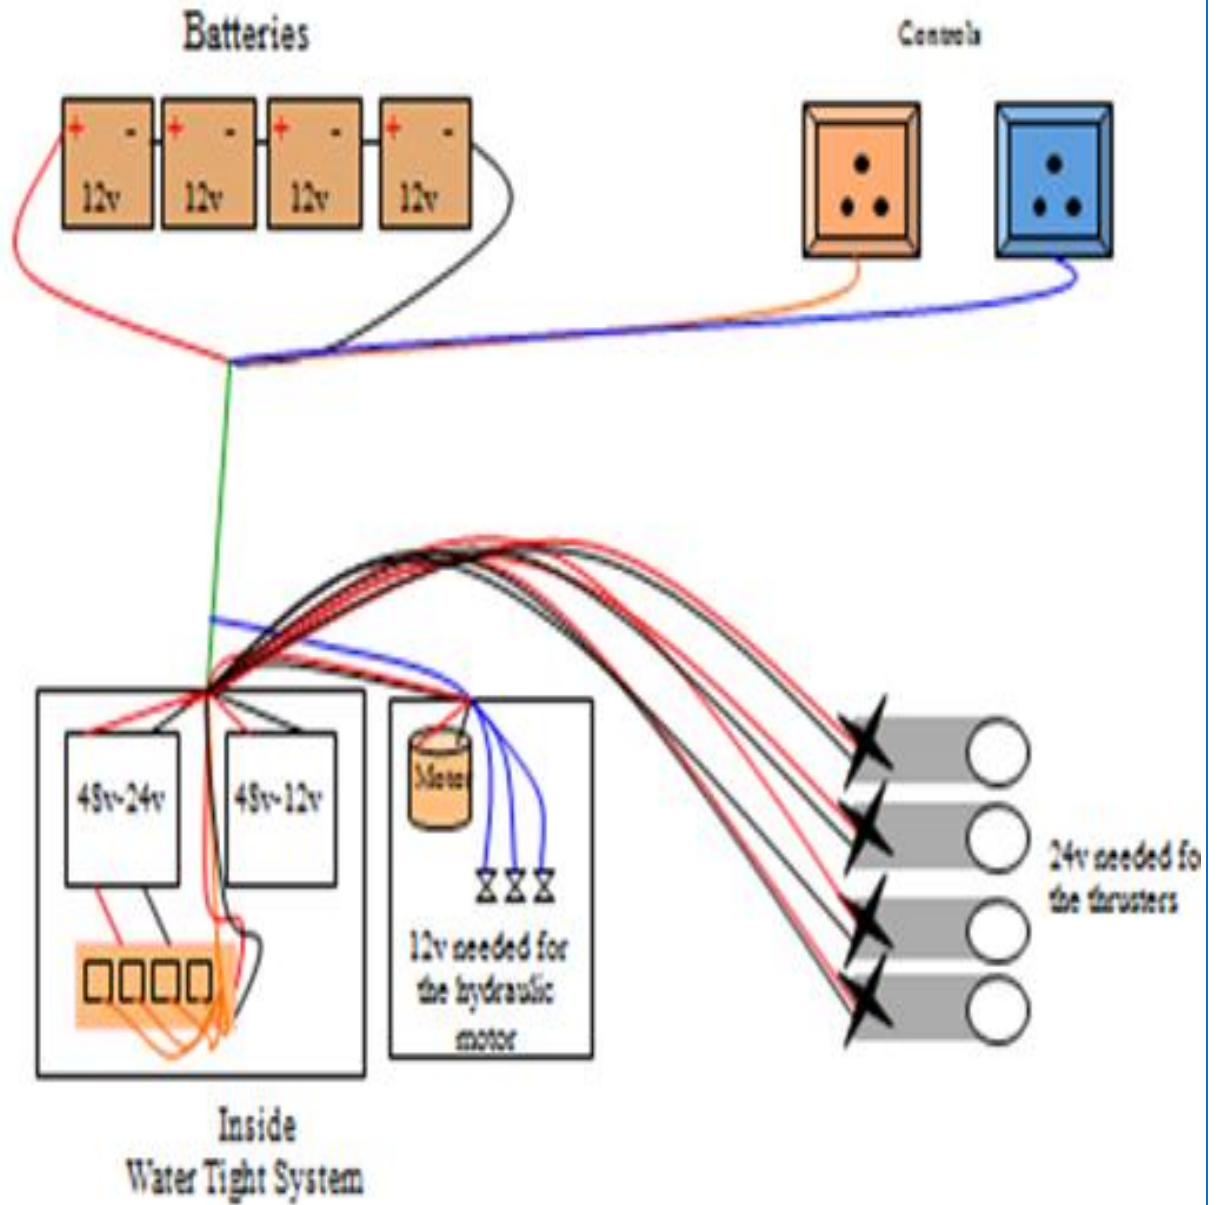 Batteries
Controls
+ -
+ -
+ -
+ -
12v
12v
12v
12v
48v-24v
48v-12v
Motor
24v needed fo
the thrusters
12v needed for
the hydraulic
motor
Inside
Water Tight System